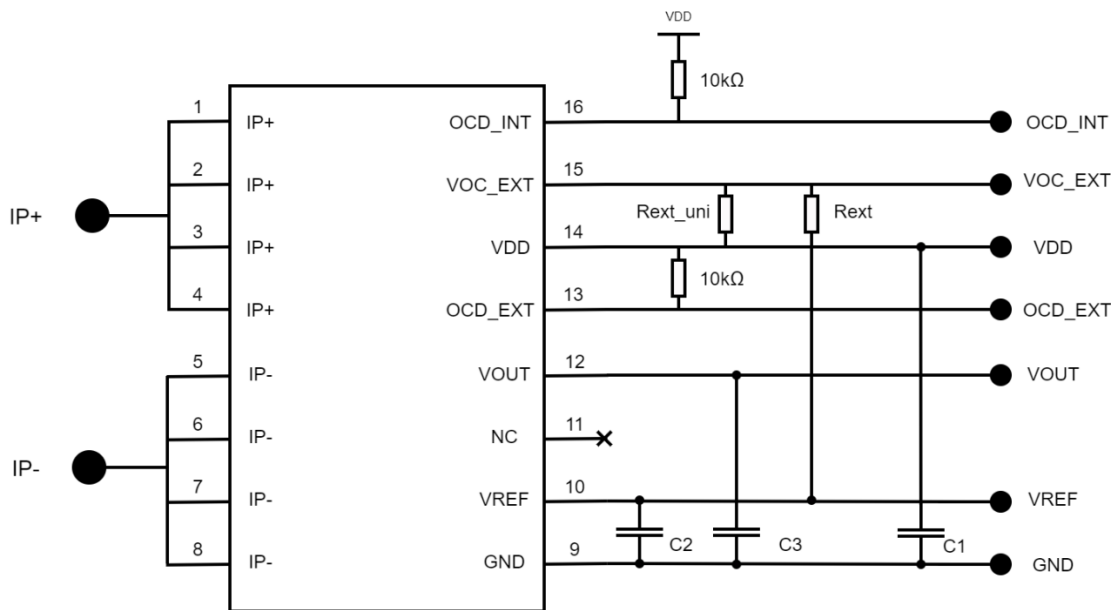 VDD
10kΩ
1 IP+ OCD_INT 16 OCD_INT
2 IP+ VOC_EXT 15 VOC_EXT
IP+
Rext_uni Rext
3 IP+ VDD 14 VDD
10kΩ
4 IP+ OCD_EXT 13 OCD_EXT
5 IP- VOUT 12 VOUT
6 IP- NC 11
IP-
7 IP- VREF 10 VREF
C2 C3 C1
8 IP- GND 9 GND